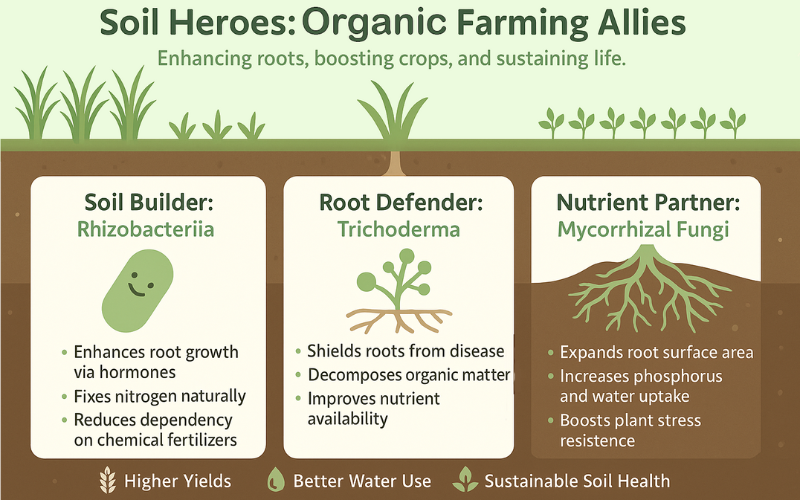 Soil Heroes: Organic Farming Allies
Enhancing roots, boosting crops, and sustaining life.
Soil Builder:
Rhizobacteriia
• Enhances root growth
via hormones
• Fixes nitrogen naturally
• Reduces dependency
on chemical fertilizers
Root Defender:
Trichoderma
• Shields roots from disease
• Decomposes organic matter
• Improves nutrient
availability
Nutrient Partner:
Mycorrhizal Fungi
• Expands root surface area
• Increases phosphorus
and water uptake
• Boosts plant stress
resistence
Higher Yields
Better Water Use
Sustainable Soil Health